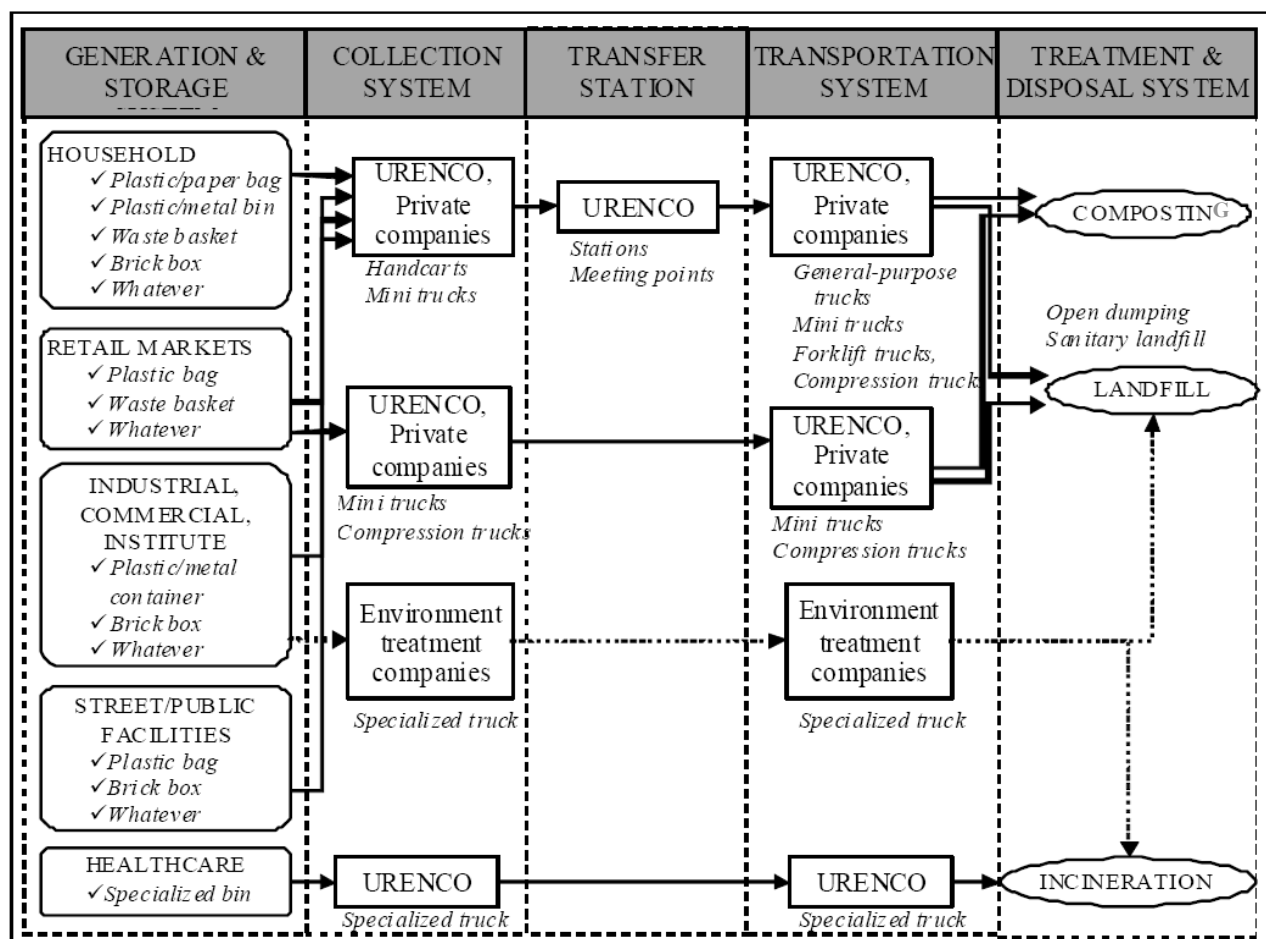 GENERATION &
STORAGE
COLLECTION
SYSTEM
TRANSFER
STATION
TRANSPORTATION
SYSTEM
TREATMENT &
DISPOSAL SYSTEM
HOUSEHOLD
✓ Plastic/paper bag
✓ Plastic/metal bin
✓ Waste basket
✓ Brick box
✓ Whatever
RETAIL MARKETS
✓ Plastic bag
✓ Waste basket
✓ Whatever
INDUSTRIAL,
COMMERCIAL,
INSTITUTE
✓ Plastic/metal
container
✓ Brick box
✓ Whatever
STREET/PUBLIC
FACILITIES
✓ Plastic bag
✓ Brick box
✓ Whatever
HEALTHCARE
✓ Specialized bin
URENCO,
Private
companies
Handcarts
Mini trucks
URENCO,
Private
companies
Mini trucks
Compression trucks
Environment
treatment
companies
Specialized truck
URENCO
Specialized truck
URENCO
Stations
Meeting points
URENCO,
Private
companies
General-purpose
trucks
Mini trucks
Forklift trucks,
Compression trucks
URENCO,
Private
companies
Mini trucks
Compression trucks
Environment
treatment
companies
Specialized truck
URENCO
Specialized truck
COMPOSTING
Open dumping
Sanitary landfill
LANDFILL
INCINERATION